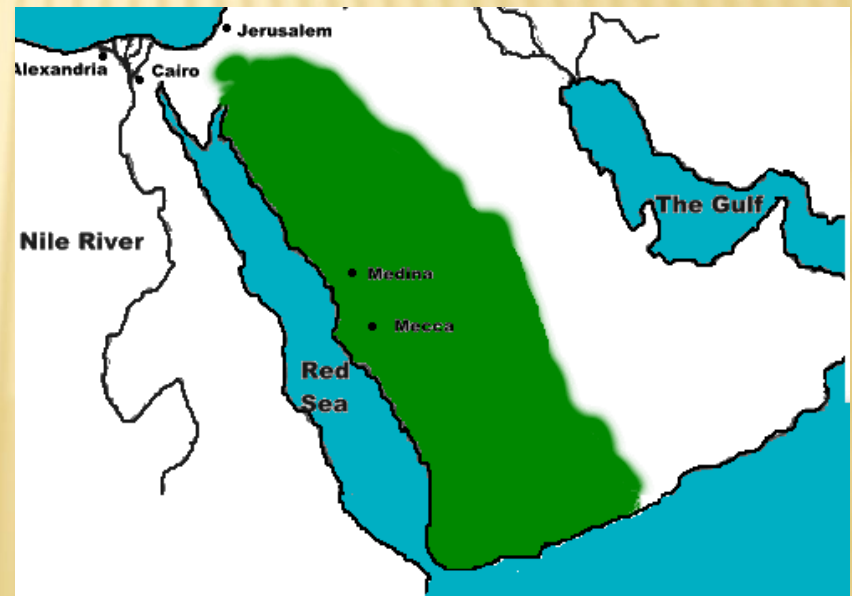 Jerusalem
Alexandria
Cairo
Nile River
The Gulf
Medina
Mecca
Red
Sea